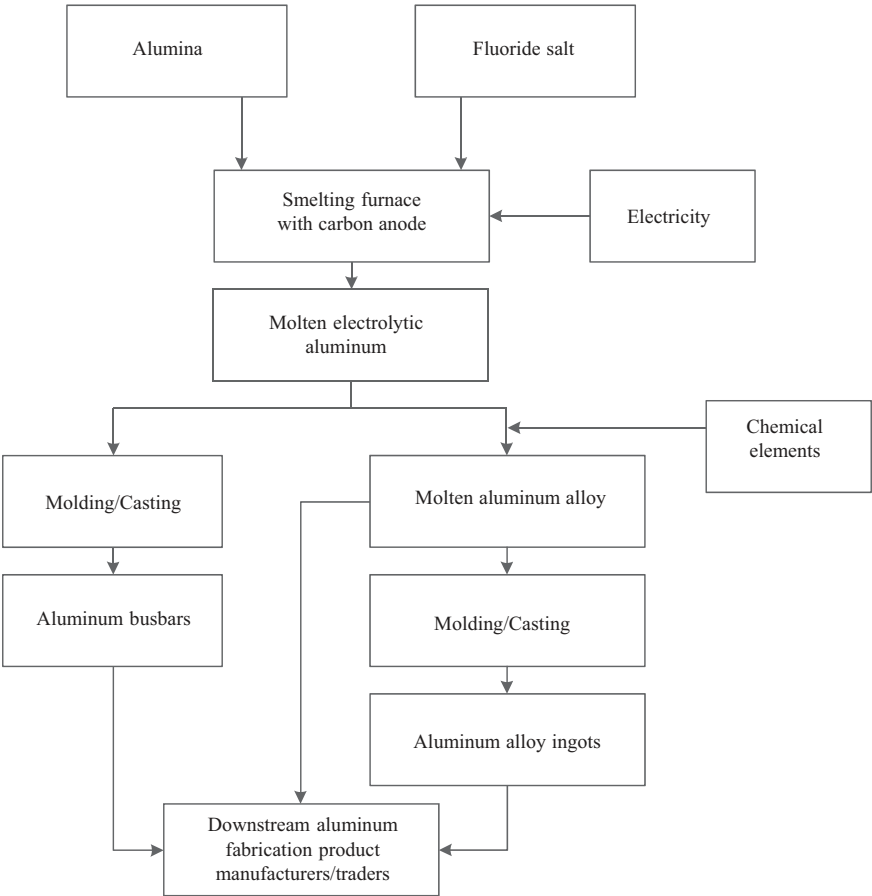 Alumina
Fluoride salt
Smelting furnace
with carbon anode
Electricity
Molten electrolytic
aluminum
Chemical
elements
Molding/Casting
Molten aluminum alloy
Aluminum busbars
Molding/Casting
Aluminum alloy ingots
Downstream aluminum
fabrication product
manufacturers/traders